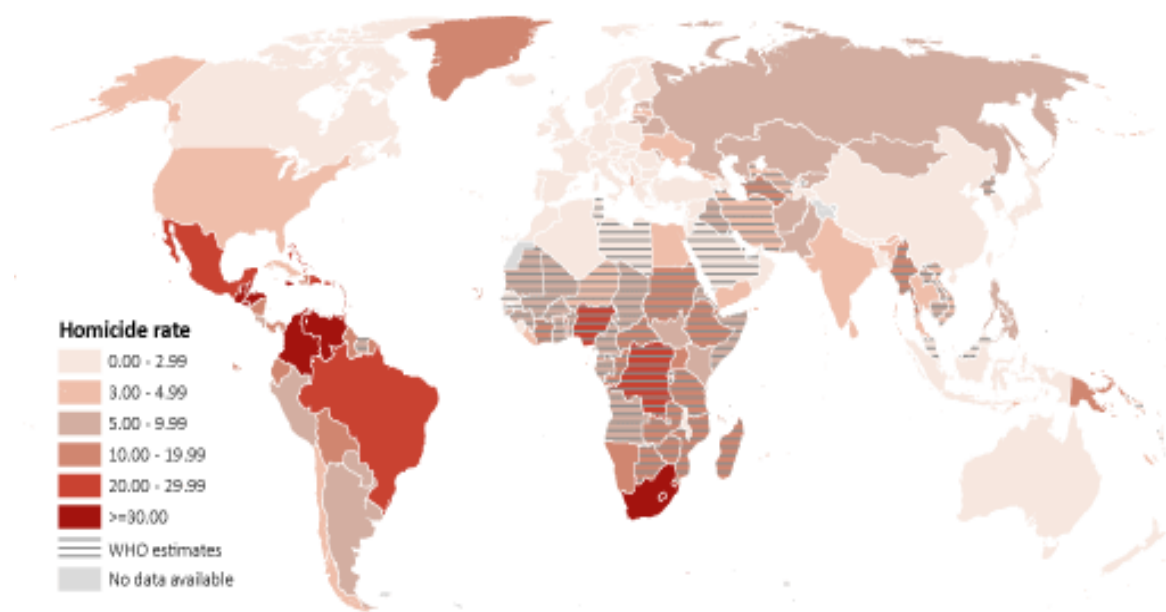 Homicide rate
0.00 - 2.99
3.00 - 4.99
5.00 - 9.99
10.00 - 19.99
20.00 - 29.99
>=30.00
WHO estimates
No data available